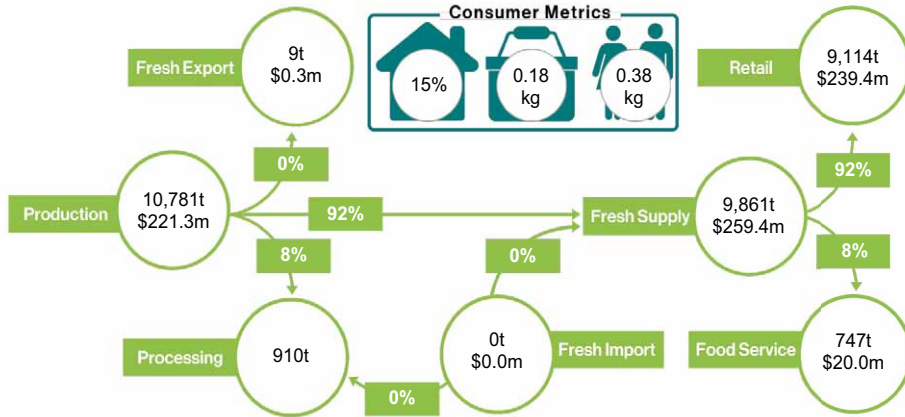 Consumer Metrics
15%
0.18
kg
0.38
kg
Fresh Export
9t
$0.3m
Retail
9,114t
$239.4m
0%
92%
Production
10,781t
$221.3m
92%
Fresh Supply
9,861t
$259.4m
8%
0%
8%
Processing
910t
0t
$0.0m
Fresh Import
Food Service
747t
$20.0m
0%